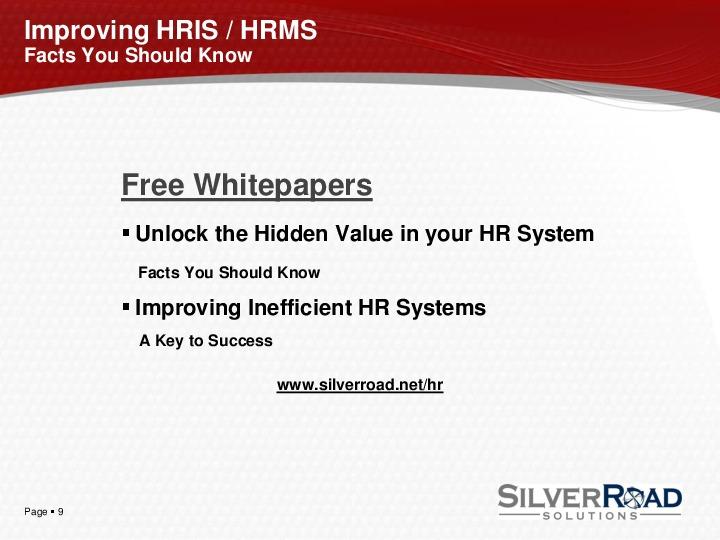 Improving HRIS / HRMS
Facts You Should Know
Free Whitepapers
▪ Unlock the Hidden Value in your HR System
Facts You Should Know
▪ Improving Inefficient HR Systems
A Key to Success
www.silverroad.net/hr
SILVERROAD
SOLUTIONS
Page ▪ 9